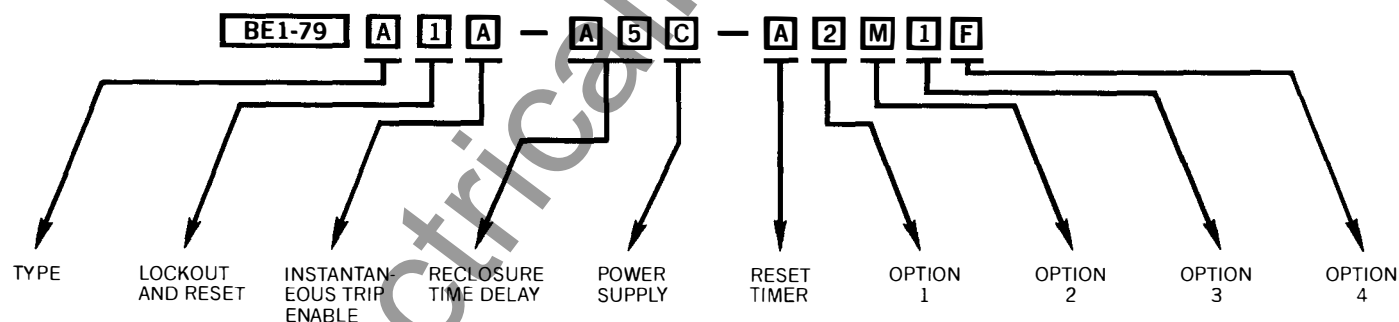 BE1-79 A 1 A — A 5 C — A 2 M 1 F
TYPE
LOCKOUT
AND RESET
INSTANTAN-
EOUS TRIP
ENABLE
RECLOSURE
TIME DELAY
POWER
SUPPLY
RESET
TIMER
OPTION
1
OPTION
2
OPTION
3
OPTION
4
ctrical